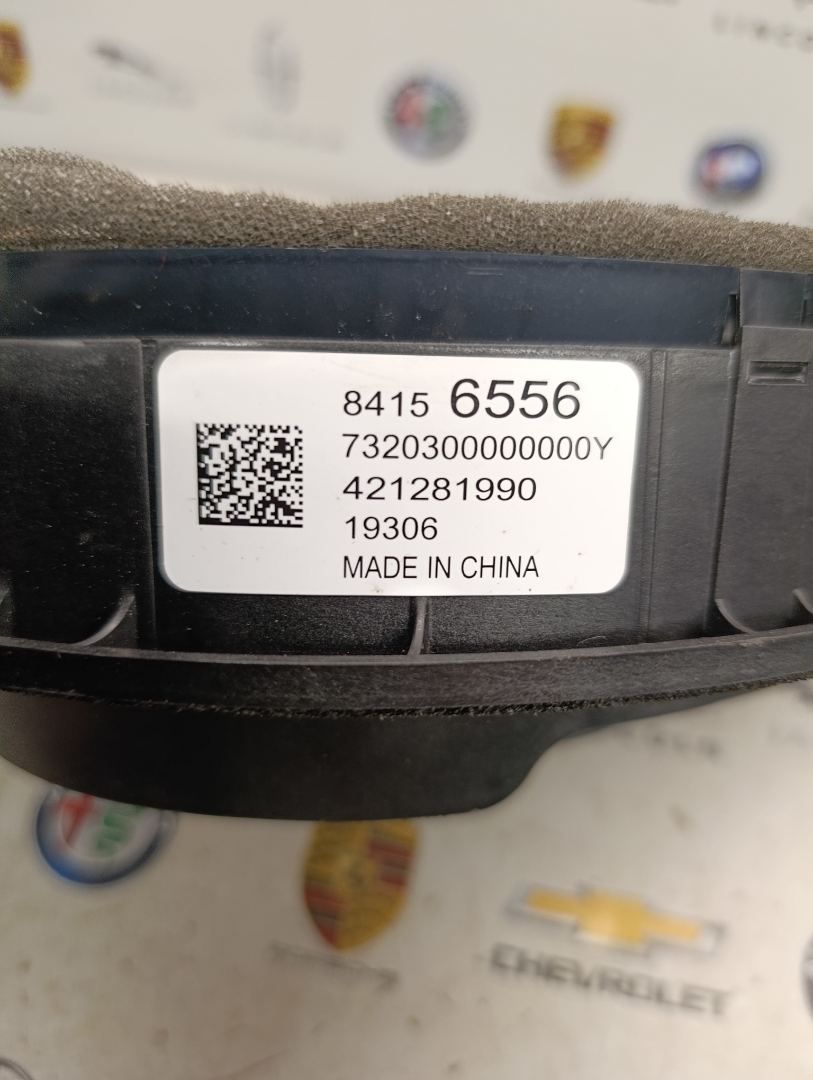 8415 6556
7320300000000Y
421281990
19306
MADE IN CHINA
CHEVROLET